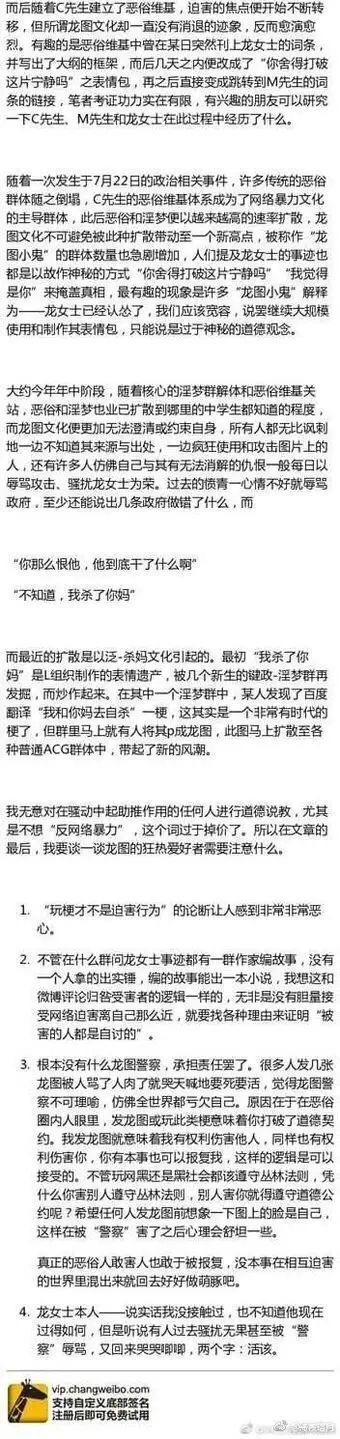 而后随着C先生建立了恶俗维基，迫害的焦点便开始不断转
移，但所谓龙图文化却一直没有消退的迹象，反而愈演愈
烈。有趣的是恶俗维基中曾在某日突然刊上龙女士的词条，
并写出了大纲的框架，而后几天之内便改成了“你舍得打破
这片宁静吗”之表情包，再之后直接变成跳转到M先生的词
条的链接，笔者考证功力实在有限，有兴趣的朋友可以研究
一下C先生、M先生和龙女士在此过程中经历了什么。
随着一次发生于7月22日的政治相关事件，许多传统的恶俗
群体随之倒塌，C先生的恶俗维基体系成为了网络暴力文化
的主导群体，此后恶俗和淫梦便以越来越高的速率扩散，龙
图文化不可避免被此种扩散带动至一个新高点，被称作“龙
图小鬼”的群体数量也急剧增加，人们提及龙女士的事迹也
都是以故作神秘的方式“你舍得打破这片宁静吗”“我觉得
是你”来掩盖真相，最有趣的现象是许多“龙图小鬼”解释
为——龙女士已经认怂了，我们应该宽容，说罢继续大规模
使用和制作其表情包，只能说是过于神秘的道德观念。
大约今年年中阶段，随着核心的淫梦群解体和恶俗维基关
站，恶俗和淫梦也业已扩散到哪里的中学生都知道的程度，
而龙图文化便更加无法澄清或约束自身，所有人都无比讽刺
地一边不知道其来源与出处，一边疯狂使用和攻击图片上的
人，还有许多人仿佛自己与其有无法消解的仇恨一般每日以
辱骂攻击、骚扰龙女士为荣。过去的愤青一心情不好就辱骂
政府，至少还能说出几条政府做错了什么，而
“你那么恨他，他到底干了什么啊”
“不知道，我杀了你妈”
而最近的扩散是以泛-杀妈文化引起的。最初“我杀了你
妈”是L组织制作的表情遗产，被几个新生的键政-淫梦群再
发掘，而炒作起来。在其中一个淫梦群中，某人发现了百度
翻译“我和你妈去自杀”一梗，这其实是一个非常有时代的
梗了，但群里马上就有人将其p成龙图，此图马上扩散至各
种普通ACG群体中，带起了新的风潮。
我无意对在骚动中起助推作用的任何人进行道德说教，尤其
是不想“反网络暴力”，这个词过于掉价了。所以在文章的
最后，我要谈一谈龙图的狂热爱好者需要注意什么。
1. “玩梗才不是迫害行为”的论断让人感到非常非常恶
心。
2. 不管在什么群问龙女士事迹都有一群作家编故事，没有
一个人拿的出实锤，编的故事能出一本小说，我想这和
微博评论归咎受害者的逻辑一样的，无非是没有胆量接
受网络迫害离自己那么近，就要找各种理由来证明“被
害的人都是自讨的”。
3. 根本没有什么龙图警察，承担责任罢了。很多人发几张
龙图被人骂了人肉了就哭天喊地要死要活，觉得龙图警
察不可理喻，仿佛全世界都亏欠自己。原因在于在恶俗
圈内人眼里，发龙图或玩此类梗意味着你打破了道德契
约。我发龙图就意味着我有权利伤害他人，同样也有权
利伤害你，你有本事也可以报复我，这样的逻辑是可以
接受的。不管玩网黑还是黑社会都该遵守丛林法则，凭
什么你害别人遵守丛林法则，别人害你就得遵守道德公
约呢？希望任何人发龙图前想象一下图上的脸是自己，
这样在被“警察”害了之后心理会舒坦一些。
真正的恶俗人敢害人也敢于被报复，没本事在相互迫害
的世界里混出来就回去好好做萌豚吧。
4. 龙女士本人——说实话我没接触过，也不知道他现在
过得如何，但是听说有人过去骚扰无果甚至被“警
察”辱骂，又回来哭哭唧唧，两个字：活该。
vip.changweibo.com
支持自定义底部签名
注册后即可免费试用